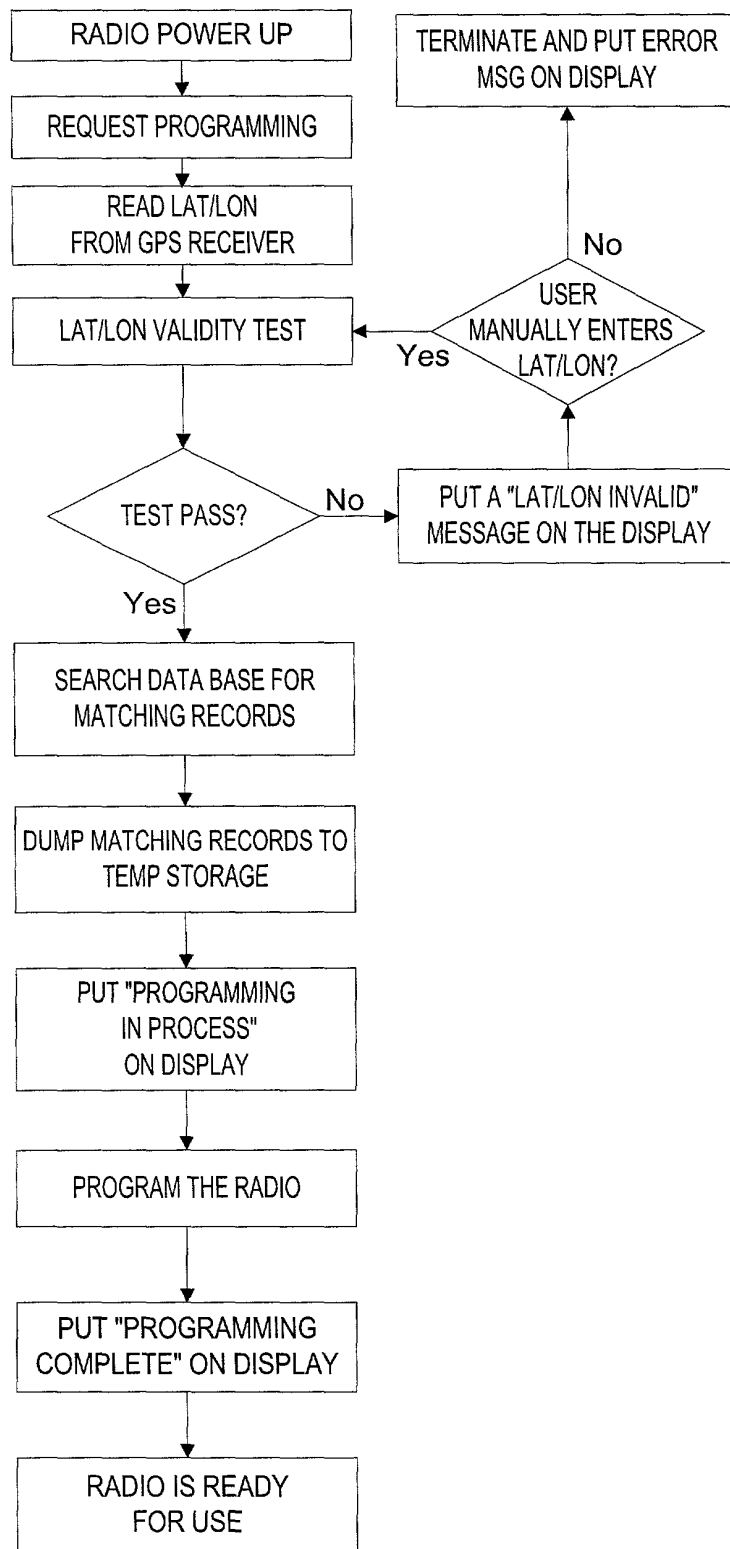 RADIO POWER UP
REQUEST PROGRAMMING
READ LAT/LON
FROM GPS RECEIVER
LAT/LON VALIDITY TEST
TEST PASS?
No
PUT A "LAT/LON INVALID"
MESSAGE ON THE DISPLAY
USER
MANUALLY ENTERS
LAT/LON?
Yes
No
TERMINATE AND PUT ERROR
MSG ON DISPLAY
Yes
SEARCH DATA BASE FOR
MATCHING RECORDS
DUMP MATCHING RECORDS TO
TEMP STORAGE
PUT "PROGRAMMING
IN PROCESS"
ON DISPLAY
PROGRAM THE RADIO
PUT "PROGRAMMING
COMPLETE" ON DISPLAY
RADIO IS READY
FOR USE